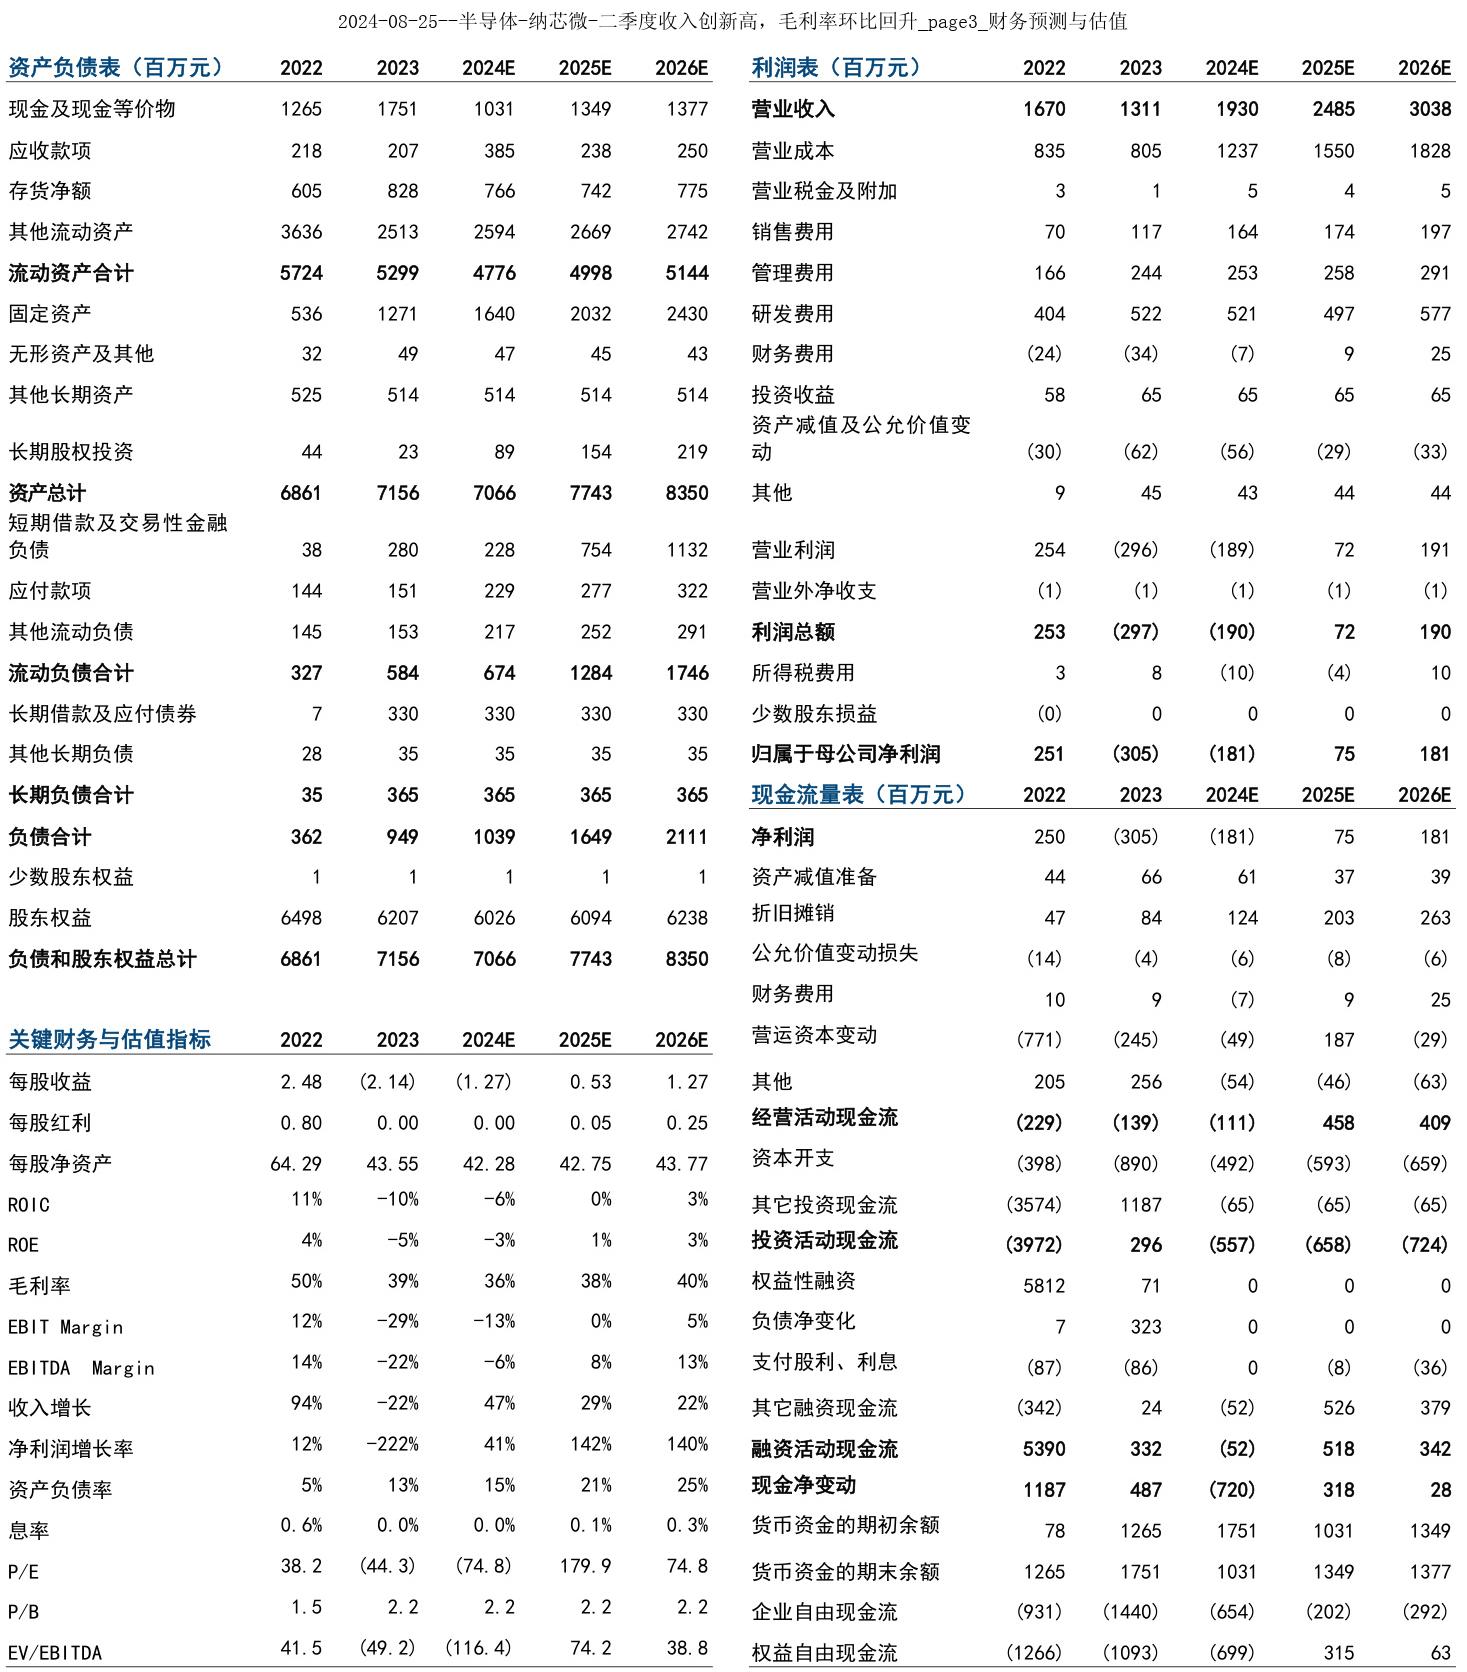 2024-08-25--半导体-纳芯微-二季度收入创新高，毛利率环比回升_page3_财务预测与估值
资产负债表（百万元） 2022 2023 2024E 2025E 2026E
现金及现金等价物 1265 1751 1031 1349 1377
应收款项 218 207 385 238 250
存货净额 605 828 766 742 775
其他流动资产 3636 2513 2594 2669 2742
流动资产合计 5724 5299 4776 4998 5144
固定资产 536 1271 1640 2032 2430
无形资产及其他 32 49 47 45 43
其他长期资产 525 514 514 514 514
长期股权投资 44 23 89 154 219
资产总计 6861 7156 7066 7743 8350
短期借款及交易性金融
负债 38 280 228 754 1132
应付款项 144 151 229 277 322
其他流动负债 145 153 217 252 291
流动负债合计 327 584 674 1284 1746
长期借款及应付债券 7 330 330 330 330
其他长期负债 28 35 35 35 35
长期负债合计 35 365 365 365 365
负债合计 362 949 1039 1649 2111
少数股东权益 1 1 1 1 1
股东权益 6498 6207 6026 6094 6238
负债和股东权益总计 6861 7156 7066 7743 8350
关键财务与估值指标 2022 2023 2024E 2025E 2026E
每股收益 2.48 (2.14) (1.27) 0.53 1.27
每股红利 0.80 0.00 0.00 0.05 0.25
每股净资产 64.29 43.55 42.28 42.75 43.77
ROIC 11% -10% -6% 0% 3%
ROE 4% -5% -3% 1% 3%
毛利率 50% 39% 36% 38% 40%
EBIT Margin 12% -29% -13% 0% 5%
EBITDA Margin 14% -22% -6% 8% 13%
收入增长 94% -22% 47% 29% 22%
净利润增长率 12% -222% 41% 142% 140%
资产负债率 5% 13% 15% 21% 25%
息率 0.6% 0.0% 0.0% 0.1% 0.3%
P/E 38.2 (44.3) (74.8) 179.9 74.8
P/B 1.5 2.2 2.2 2.2 2.2
EV/EBITDA 41.5 (49.2) (116.4) 74.2 38.8
利润表（百万元） 2022 2023 2024E 2025E 2026E
营业收入 1670 1311 1930 2485 3038
营业成本 835 805 1237 1550 1828
营业税金及附加 3 1 5 4 5
销售费用 70 117 164 174 197
管理费用 166 244 253 258 291
研发费用 404 522 521 497 577
财务费用 (24) (34) (7) 9 25
投资收益 58 65 65 65 65
资产减值及公允价值变
动 (30) (62) (56) (29) (33)
其他 9 45 43 44 44
营业利润 254 (296) (189) 72 191
营业外净收支 (1) (1) (1) (1) (1)
利润总额 253 (297) (190) 72 190
所得税费用 3 8 (10) (4) 10
少数股东损益 (0) 0 0 0 0
归属于母公司净利润 251 (305) (181) 75 181
现金流量表（百万元） 2022 2023 2024E 2025E 2026E
净利润 250 (305) (181) 75 181
资产减值准备 44 66 61 37 39
折旧摊销 47 84 124 203 263
公允价值变动损失 (14) (4) (6) (8) (6)
财务费用 10 9 (7) 9 25
营运资本变动 (771) (245) (49) 187 (29)
其他 205 256 (54) (46) (63)
经营活动现金流 (229) (139) (111) 458 409
资本开支 (398) (890) (492) (593) (659)
其它投资现金流 (3574) 1187 (65) (65) (65)
投资活动现金流 (3972) 296 (557) (658) (724)
权益性融资 5812 71 0 0 0
负债净变化 7 323 0 0 0
支付股利、利息 (87) (86) 0 (8) (36)
其它融资现金流 (342) 24 (52) 526 379
融资活动现金流 5390 332 (52) 518 342
现金净变动 1187 487 (720) 318 28
货币资金的期初余额 78 1265 1751 1031 1349
货币资金的期末余额 1265 1751 1031 1349 1377
企业自由现金流 (931) (1440) (654) (202) (292)
权益自由现金流 (1266) (1093) (699) 315 63